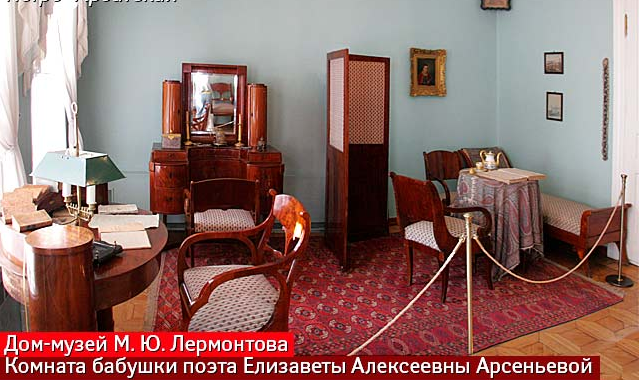 Дом-музей М. Ю. Лермонтова
Комната бабушки поэта Елизаветы Алексеевны Арсеньевой